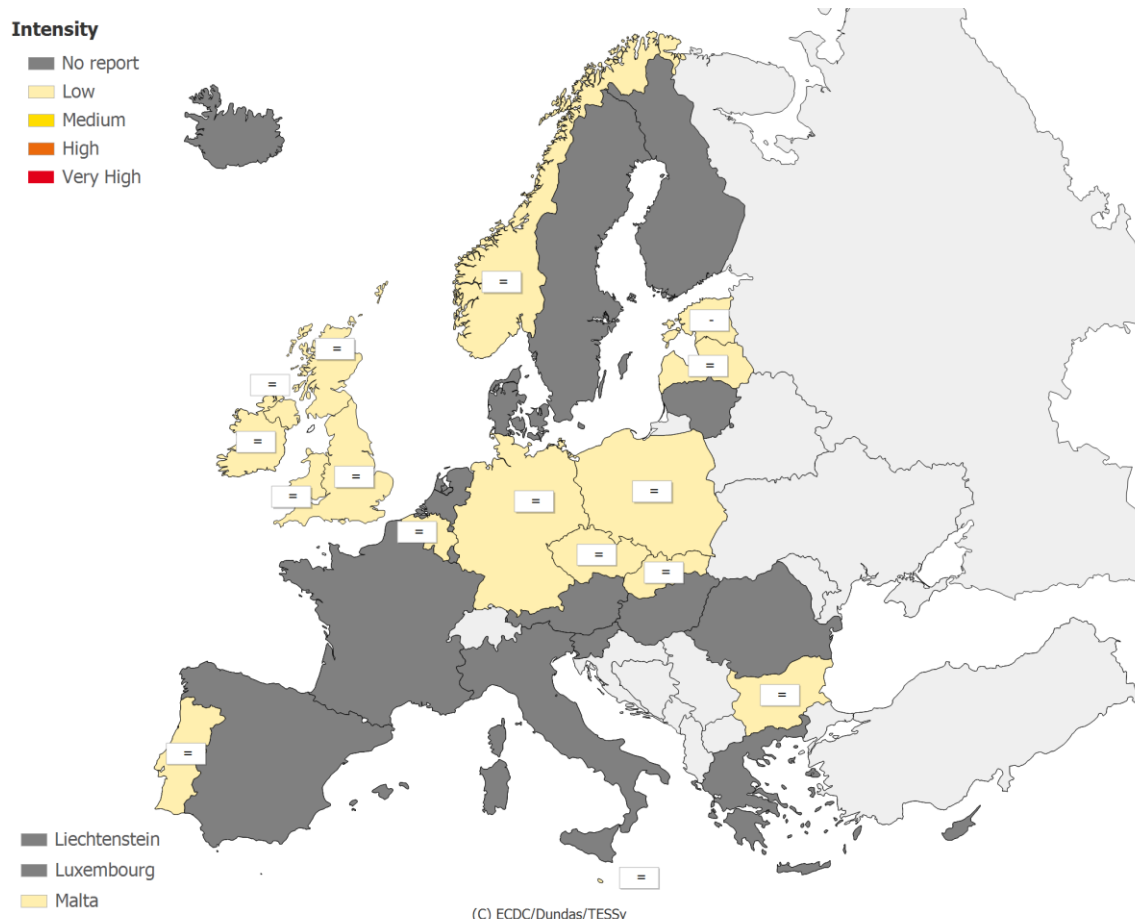 Intensity
No report
Low
Medium
High
Very High
=
-
=
=
=
=
=
=
=
=
=
=
=
=
=
Liechtenstein
Luxembourg
=
Malta
(C) ECDC/Dundas/TESSy